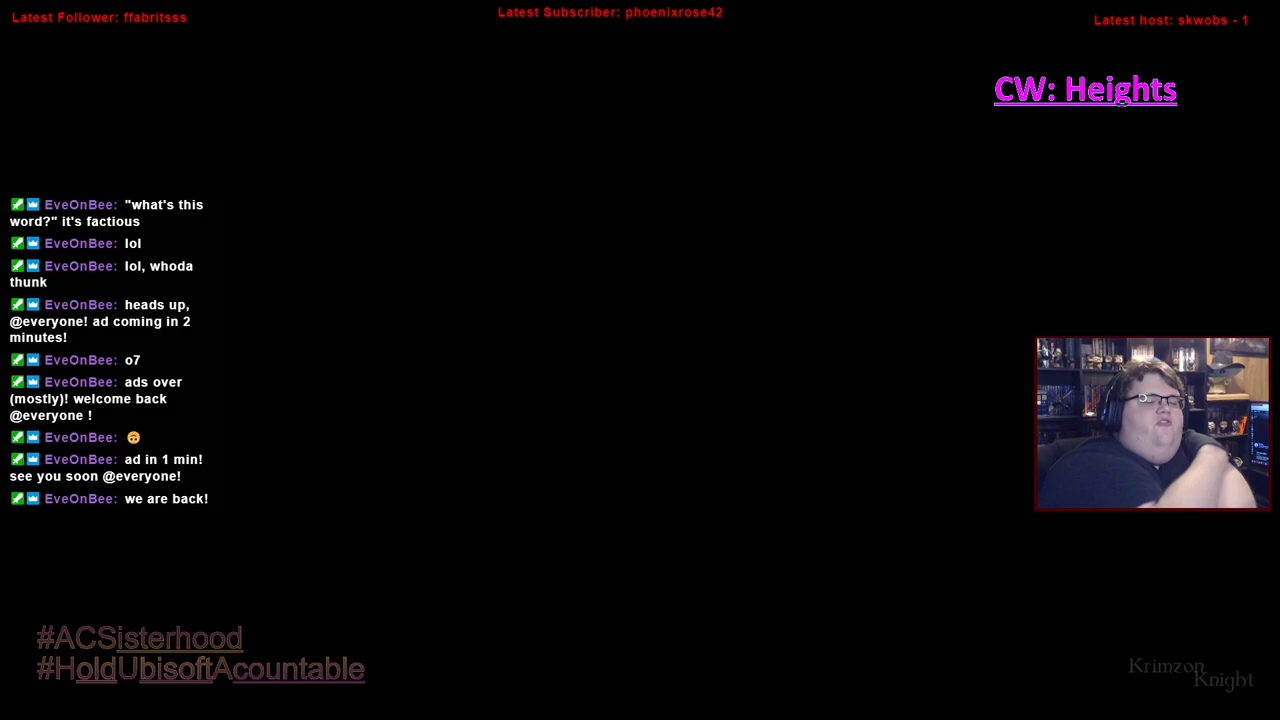 Latest Follower: ffabritsss
Latest Subscriber: phoenixrose42
Latest host: skwobs - 1
CW: Heights
EveOnBee: "what's this
word?" it's factious
EveOnBee: lol
EveOnBee: lol, whoda
thunk
EveOnBee: heads up,
@everyone! ad coming in 2
minutes!
EveOnBee: o7
EveOnBee: ads over
(mostly)! welcome back
@everyone !
EveOnBee: 🙃
EveOnBee: ad in 1 min!
see you soon @everyone!
EveOnBee: we are back!
#ACSisterhood
#HoldUbisoftAcountable
Krimzon
Knight